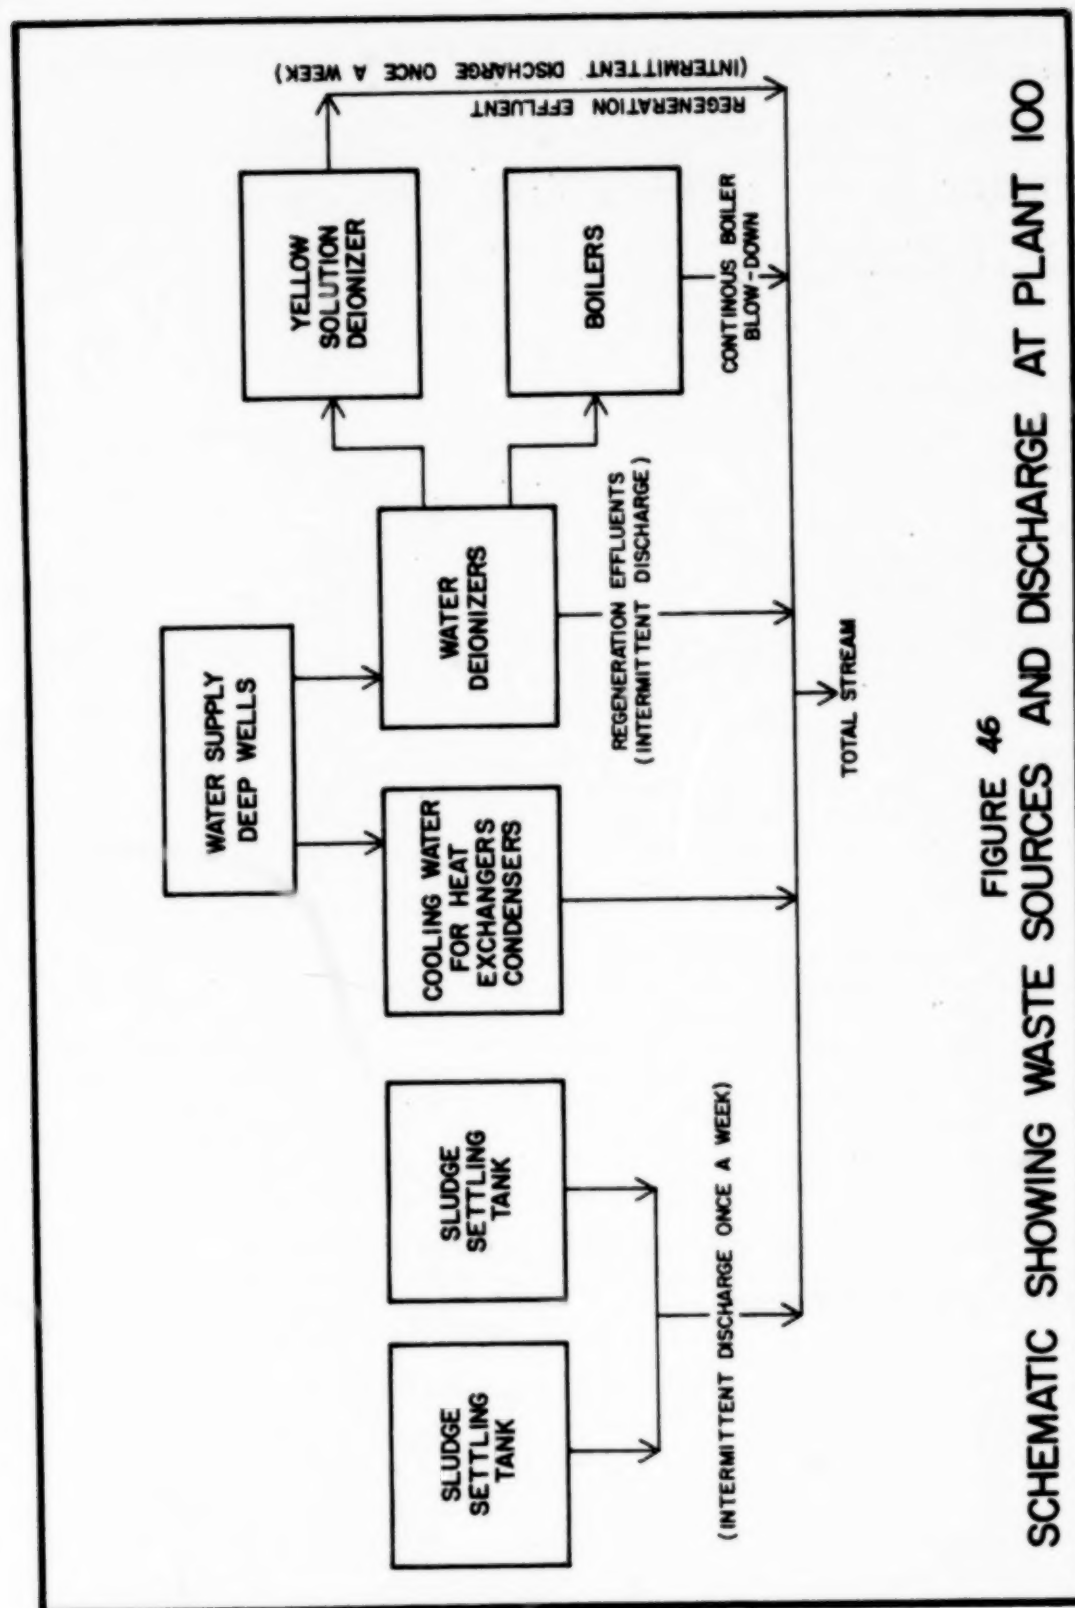 WATER SUPPLY
DEEP WELLS
SLUDGE
SETTLING
TANK
SLUDGE
SETTLING
TANK
COOLING WATER
FOR HEAT
EXCHANGERS
CONDENSERS
WATER
DEIONIZERS
YELLOW
SOLUTION
DEIONIZER
BOILERS
REGENERATION EFFLUENT
(INTERMITTENT DISCHARGE ONCE A WEEK)
CONTINOUS BOILER
BLOW-DOWN
REGENERATION EFFLUENTS
(INTERMITTENT DISCHARGE)
(INTERMITTENT DISCHARGE ONCE A WEEK)
TOTAL STREAM
FIGURE 46
SCHEMATIC SHOWING WASTE SOURCES AND DISCHARGE AT PLANT 100